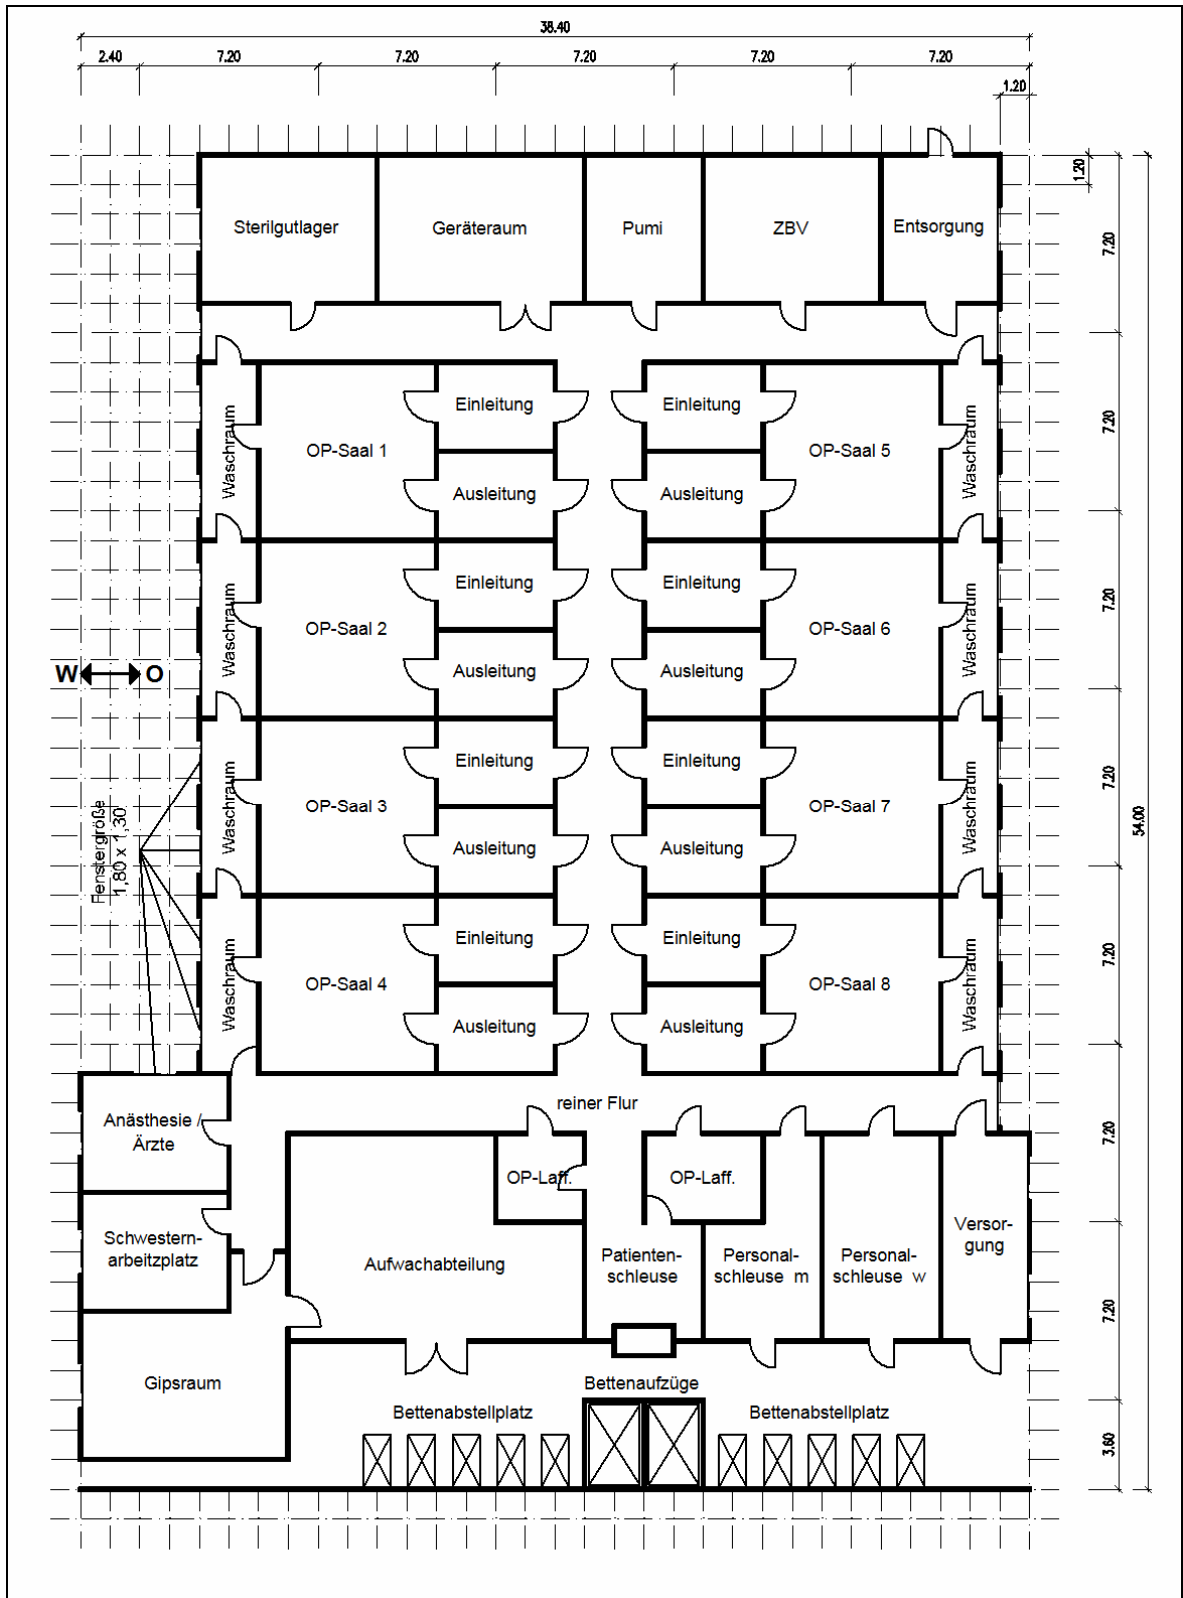 38.40
2.40 7.20 7.20 7.20 7.20 7.20
1.20
1.20
Sterilgutlager Geräteraum Pumi ZBV Entsorgung
7.20
Waschraum OP-Saal 1 Einleitung Einleitung OP-Saal 5 Waschraum
Ausleitung Ausleitung
7.20
Waschraum OP-Saal 2 Einleitung Einleitung OP-Saal 6 Waschraum
Ausleitung Ausleitung
7.20
W O
Waschraum OP-Saal 3 Einleitung Einleitung OP-Saal 7 Waschraum
Ausleitung Ausleitung
7.20
54.00
Fenstergröße
1,80 x 1,30
Waschraum OP-Saal 4 Einleitung Einleitung OP-Saal 8 Waschraum
Ausleitung Ausleitung
7.20
reiner Flur
Anästhesie /
Ärzte
7.20
OP-Laff. OP-Laff.
Schwestern-
arbeitzplatz
Aufwachabteilung
Patienten-
schleuse
Personal-
schleuse m
Personal-
schleuse w
Versor-
gung
7.20
Gipsraum
Bettenaufzüge
Bettenabstellplatz Bettenabstellplatz
3.60